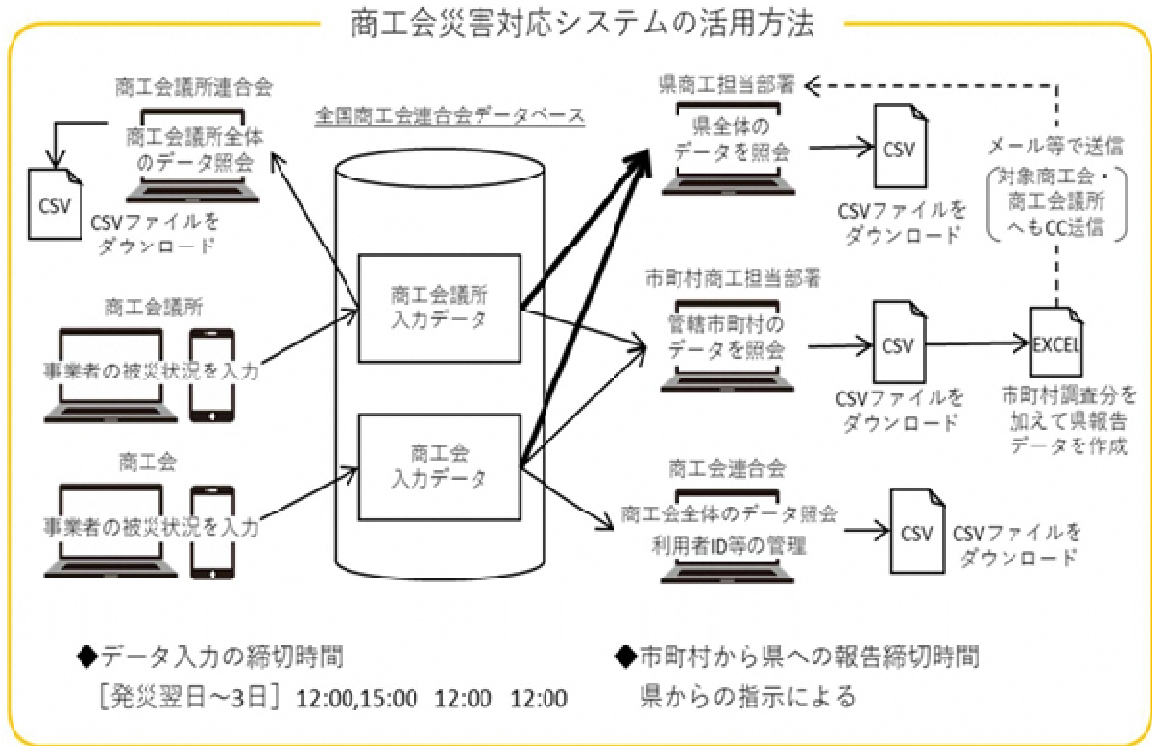 商工会災害対応システムの活用方法
商工会議所連合会
商工会議所全体
のデータ照会
CSV
CSVファイルを
ダウンロード
商工会議所
事業者の被災状況を入力
商工会
事業者の被災状況を入力
全国商工会連合会データベース
商工会議所
入力データ
商工会
入力データ
県商工担当部署
県全体の
データを照会
CSV
CSVファイルを
ダウンロード
メール等で送信
対象商工会・
商工会議所
へもCC送信
市町村商工担当部署
管轄市町村の
データを照会
CSV
CSVファイルを
ダウンロード
EXCEL
市町村調査分を
加えて県報告
データを作成
商工会連合会
商工会全体のデータ照会
利用者ID等の管理
CSV
CSVファイルを
ダウンロード
◆データ入力の締切時間
［発災翌日～3日］ 12:00,15:00 12:00 12:00
◆市町村から県への報告締切時間
県からの指示による